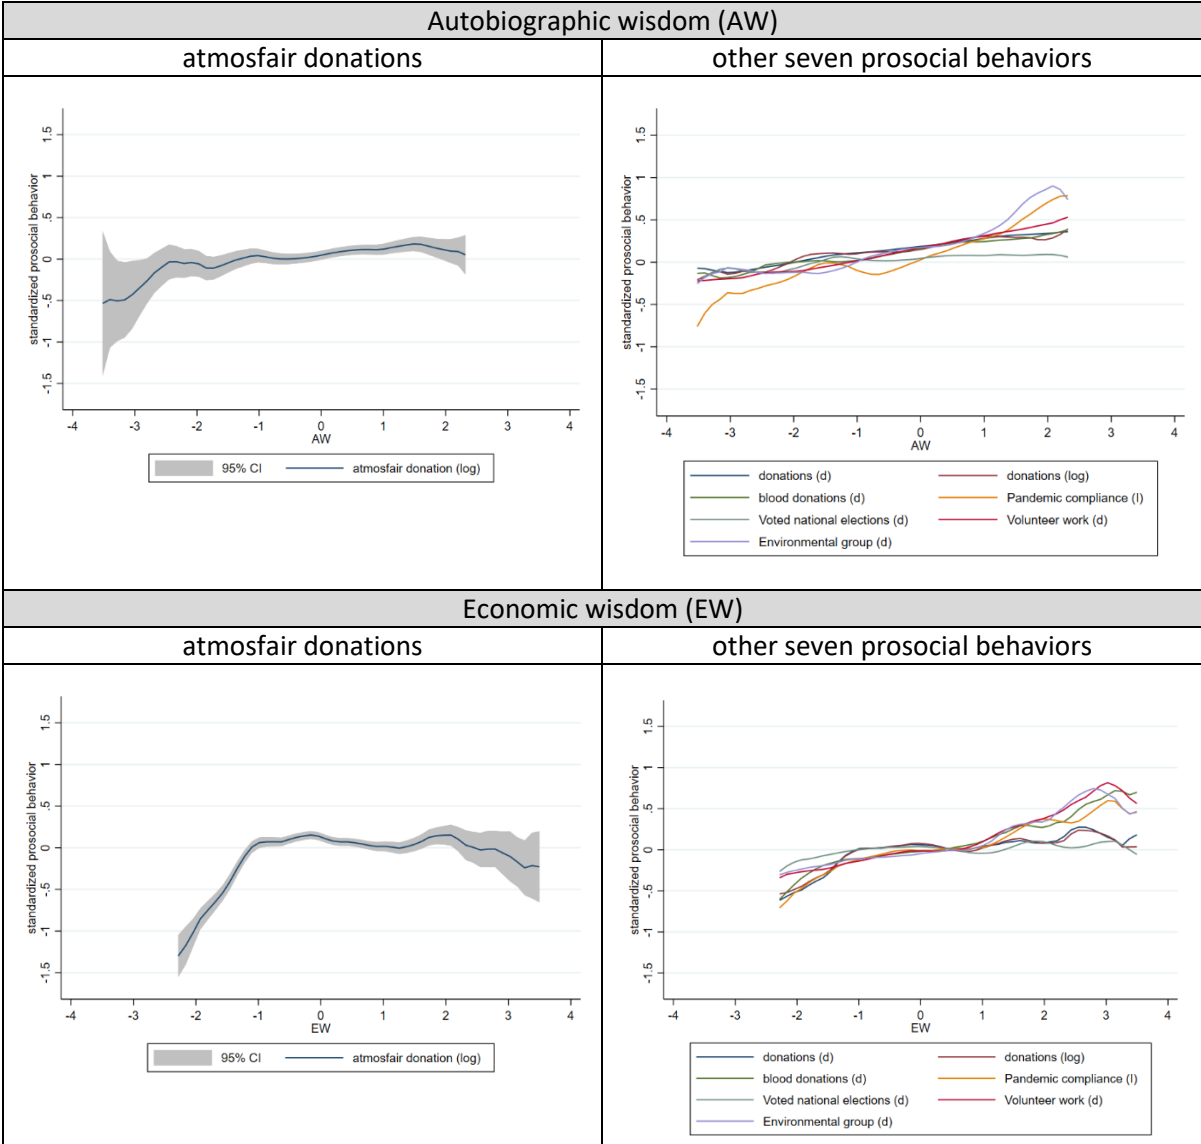 Autobiographic wisdom (AW)
atmosfair donations
other seven prosocial behaviors
standardized prosocial behavior
1.5
1
.5
0
-.5
-1
-1.5
-4 -3 -2 -1 0 1 2 3 4
AW
95% CI atmosfair donation (log)
standardized prosocial behavior
1.5
1
.5
0
-.5
-1
-1.5
-4 -3 -2 -1 0 1 2 3 4
AW
donations (d) donations (log)
blood donations (d) Pandemic compliance (l)
Voted national elections (d) Volunteer work (d)
Environmental group (d)
Economic wisdom (EW)
atmosfair donations
other seven prosocial behaviors
standardized prosocial behavior
1.5
1
.5
0
-.5
-1
-1.5
-4 -3 -2 -1 0 1 2 3 4
EW
95% CI atmosfair donation (log)
standardized prosocial behavior
1.5
1
.5
0
-.5
-1
-1.5
-4 -3 -2 -1 0 1 2 3 4
EW
donations (d) donations (log)
blood donations (d) Pandemic compliance (l)
Voted national elections (d) Volunteer work (d)
Environmental group (d)